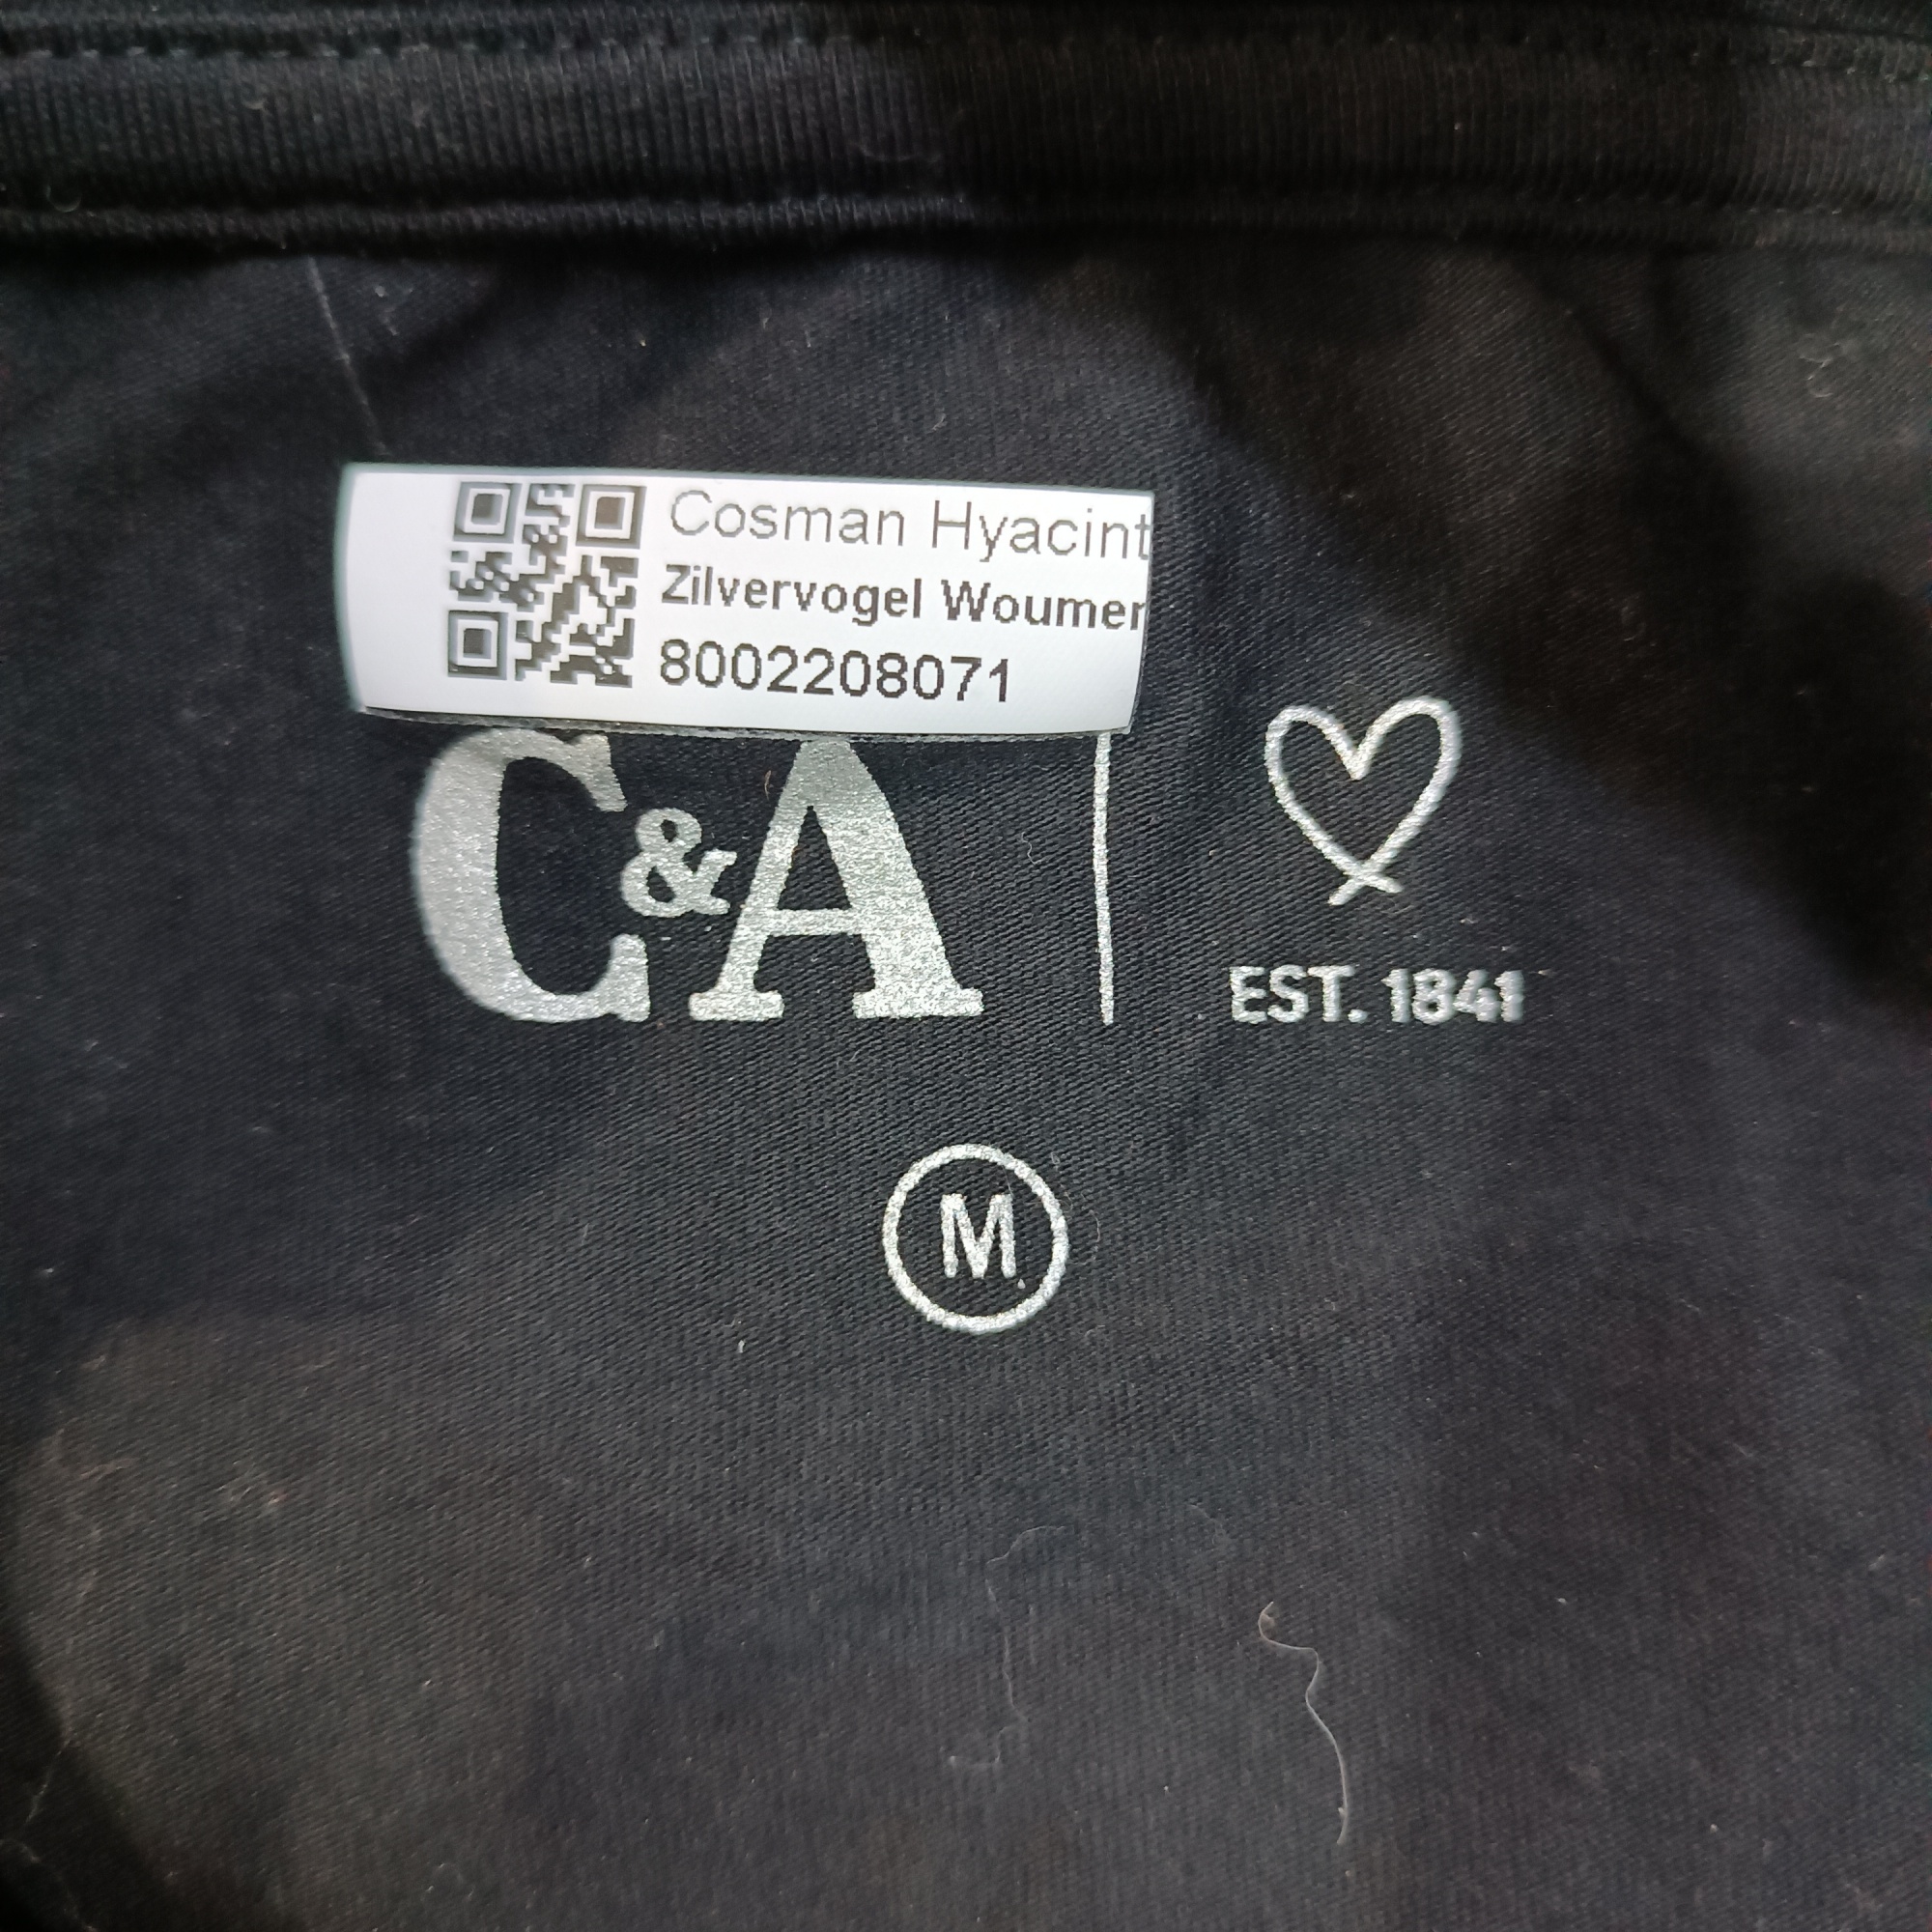 Cosman Hyacint
Zilvervogel Woumer
8002208071
C&A
EST. 1841
M